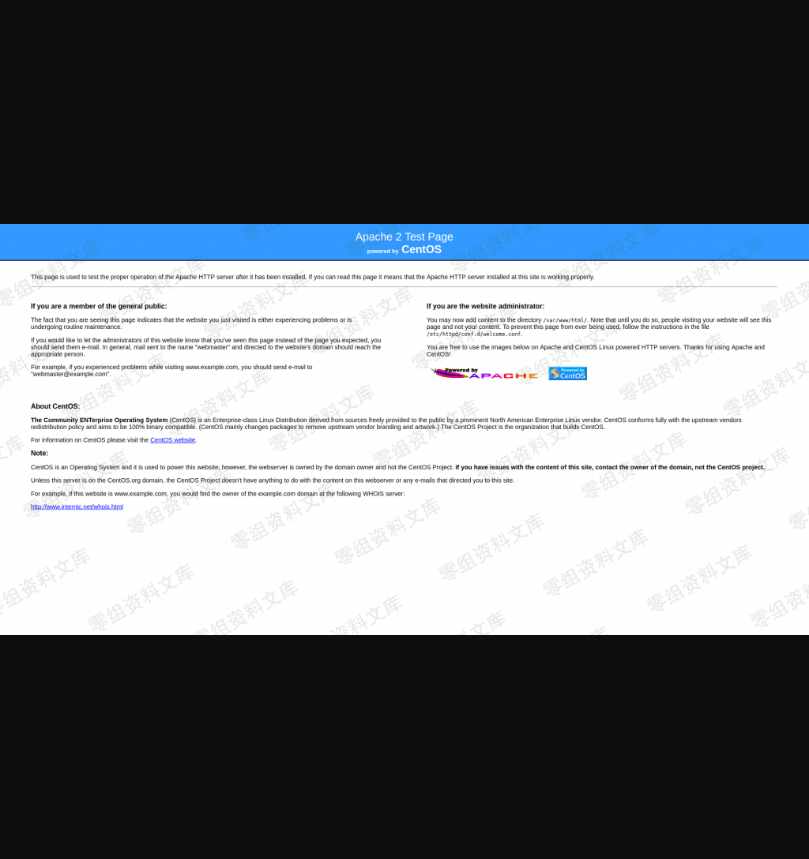 Apache 2 Test Page
powered by CentOS
This page is used to test the proper operation of the Apache HTTP server after it has been installed. If you can read this page it means that the Apache HTTP server installed at this site is working properly.
If you are a member of the general public:
The fact that you are seeing this page indicates that the website you just visited is either experiencing problems or is
undergoing routine maintenance.
If you would like to let the administrators of this website know that you've seen this page instead of the page you expected, you
should send them e-mail. In general, mail sent to the name "webmaster" and directed to the website's domain should reach the
appropriate person.
For example, if you experienced problems while visiting www.example.com, you should send e-mail to
"webmaster@example.com".
If you are the website administrator:
You may now add content to the directory /var/www/html/. Note that until you do so, people visiting your website will see this
page and not your content. To prevent this page from ever being used, follow the instructions in the file
/etc/httpd/conf.d/welcome.conf.
You are free to use the images below on Apache and CentOS Linux powered HTTP servers. Thanks for using Apache and
CentOS!
Powered by APACHE
Powered by CentOS
About CentOS:
The Community ENTerprise Operating System (CentOS) is an Enterprise-class Linux Distribution derived from sources freely provided to the public by a prominent North American Enterprise Linux vendor. CentOS conforms fully with the upstream vendors
redistribution policy and aims to be 100% binary compatible. (CentOS mainly changes packages to remove upstream vendor branding and artwork.) The CentOS Project is the organization that builds CentOS.
For information on CentOS please visit the CentOS website.
Note:
CentOS is an Operating System and it is used to power this website; however, the webserver is owned by the domain owner and not the CentOS Project. If you have issues with the content of this site, contact the owner of the domain, not the CentOS project.
Unless this server is on the CentOS.org domain, the CentOS Project doesn't have anything to do with the content on this webserver or any e-mails that directed you to this site.
For example, if this website is www.example.com, you would find the owner of the example.com domain at the following WHOIS server:
http://www.internic.net/whois.html
零组资料文库